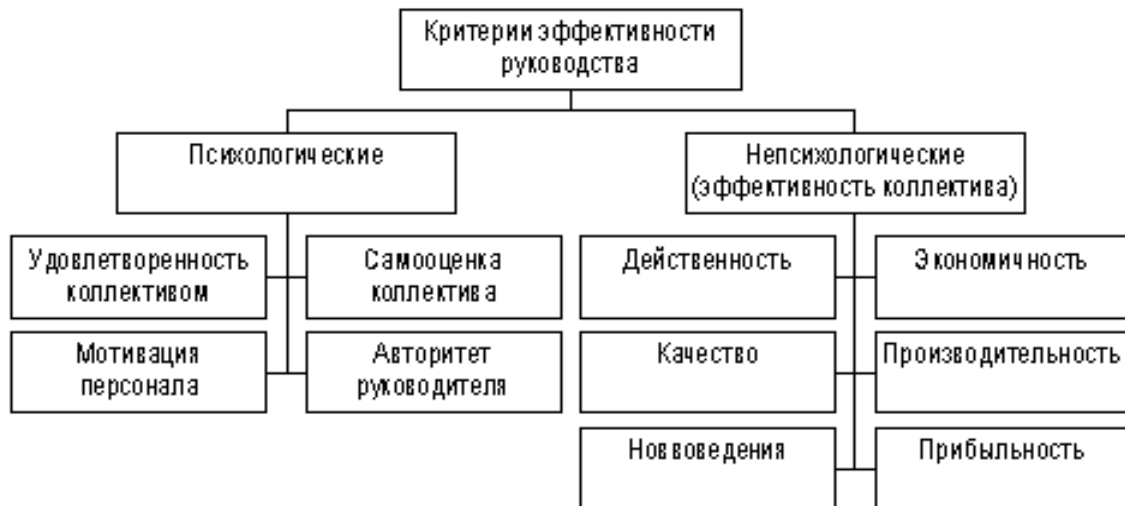 Критерии эффективности
руководства
Психологические
Непсихологические
(эффективность коллектива)
Удовлетворенность
коллективом
Самооценка
коллектива
Действенность
Экономичность
Мотивация
персонала
Авторитет
руководителя
Качество
Производительность
Новвоведения
Прибыльность